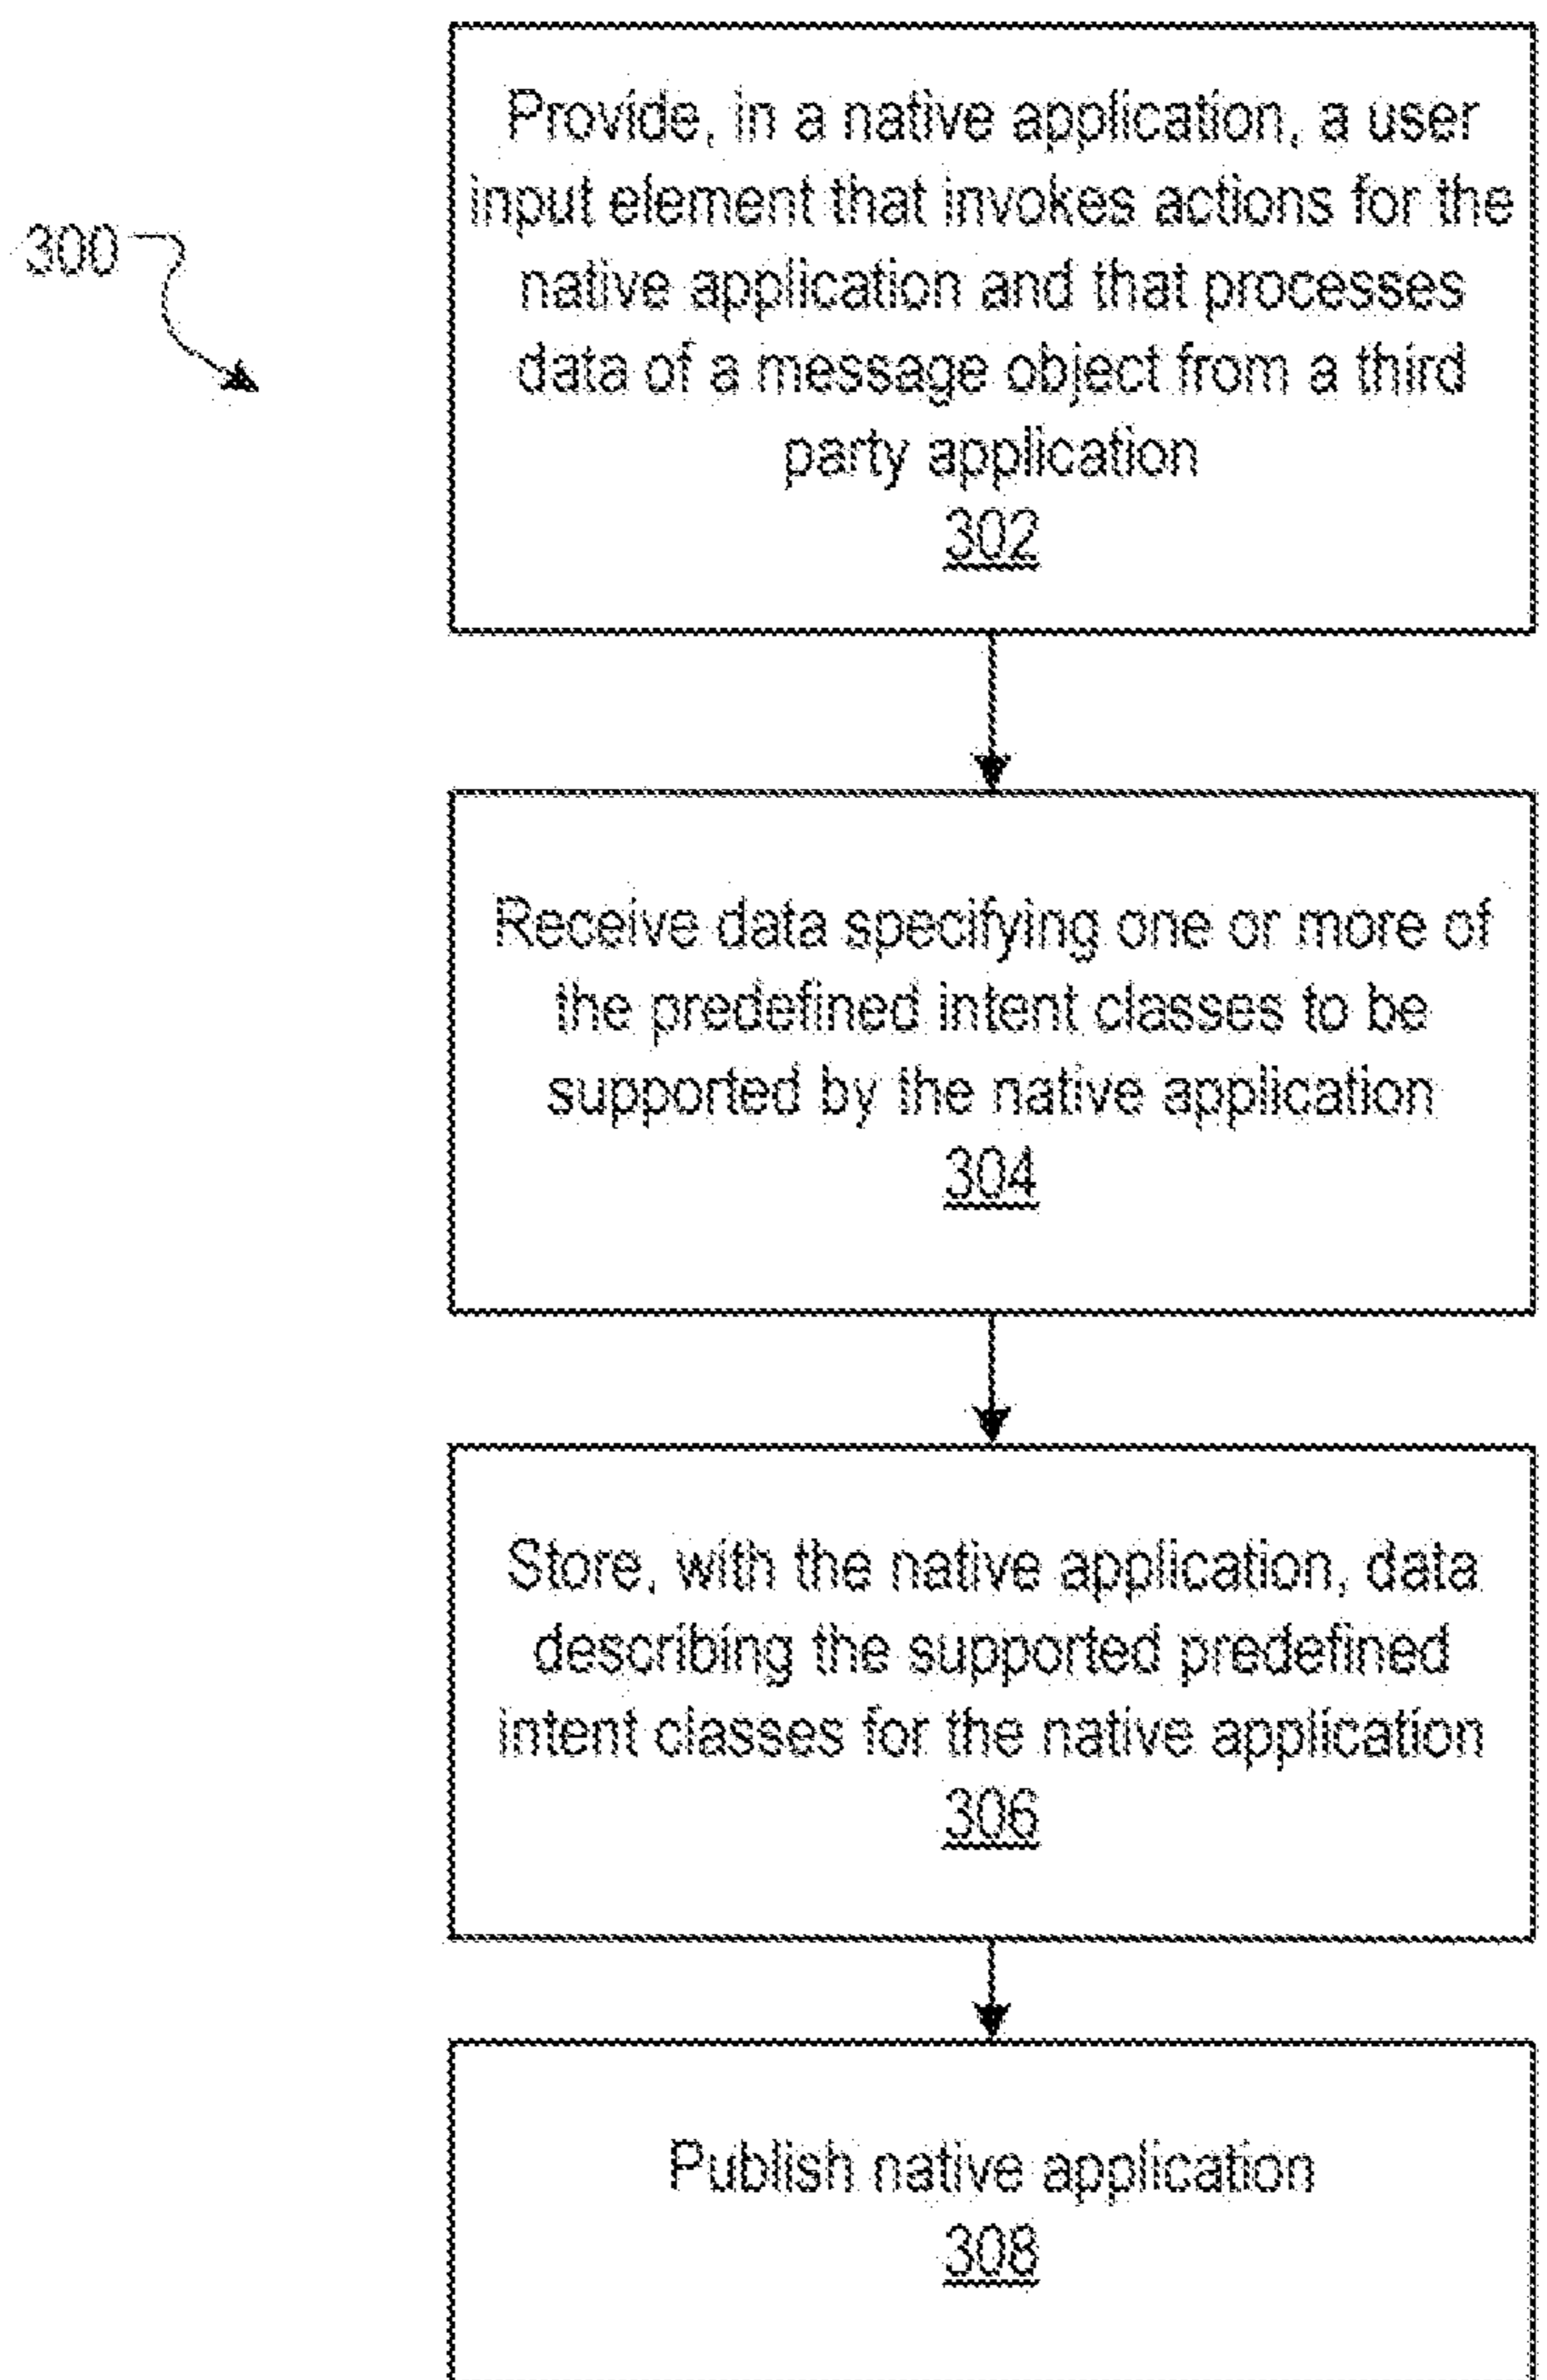 300
Provide, in a native application, a user
input element that invokes actions for the
native application and that processes
data of a message object from a third
party application
302
Receive data specifying one or more of
the predefined intent classes to be
supported by the native application
304
Store, with the native application, data
describing the supported predefined
intent classes for the native application
306
Publish native application
308